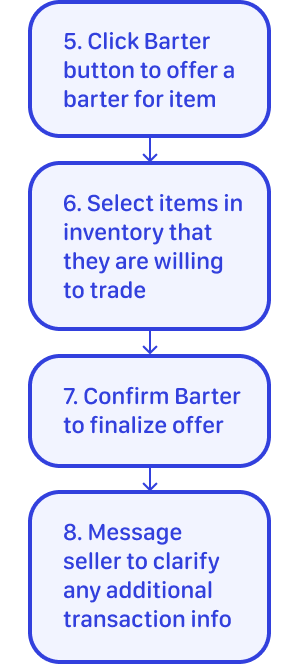 5. Click Barter
button to offer a
barter for item
6. Select items in
inventory that
they are willing
to trade
7. Confirm Barter
to finalize offer
8. Message
seller to clarify
any additional
transaction info